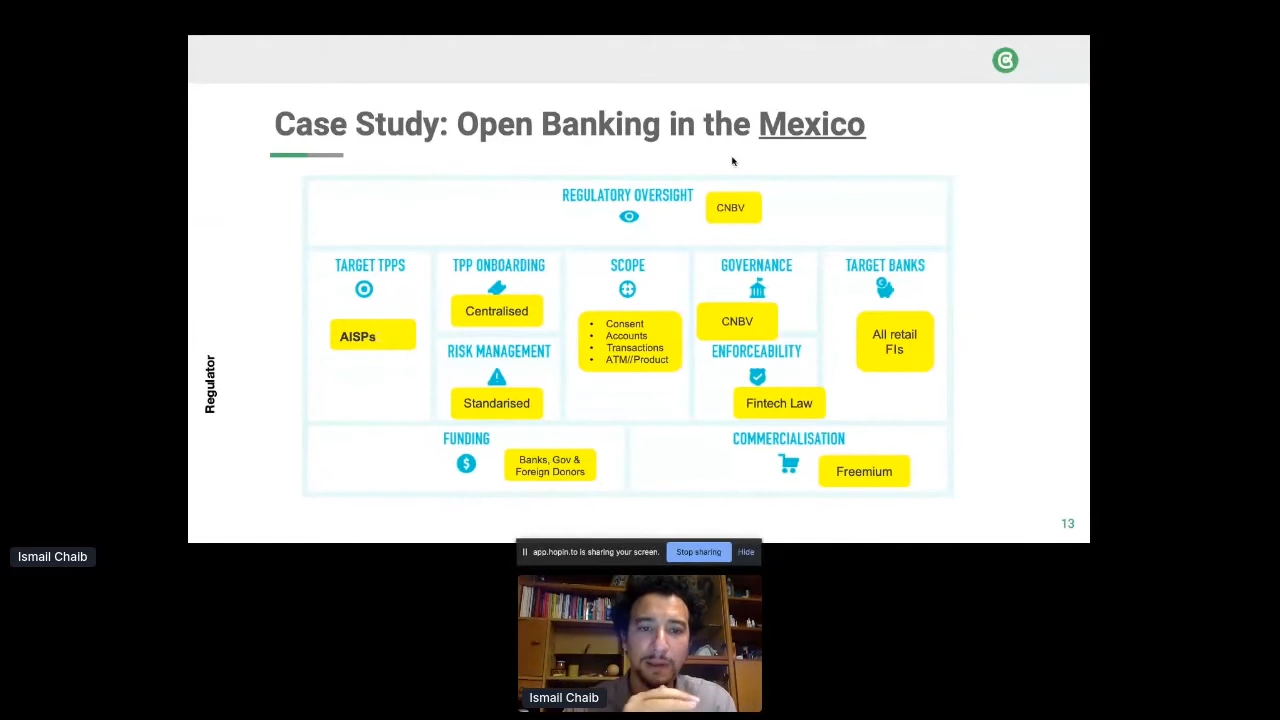 Case Study: Open Banking in the Mexico
REGULATORY OVERSIGHT
CNBV
TARGET TPPS
AISPs
TPP ONBOARDING
Centralised
RISK MANAGEMENT
Standarised
SCOPE
• Consent
• Accounts
• Transactions
• ATM//Product
GOVERNANCE
CNBV
ENFORCEABILITY
Fintech Law
TARGET BANKS
All retail
FIs
Regulator
FUNDING
Banks, Gov &
Foreign Donors
COMMERCIALISATION
Freemium
13
Ismail Chaib
app.hopin.to is sharing your screen.
Stop sharing
Hide
Ismail Chaib